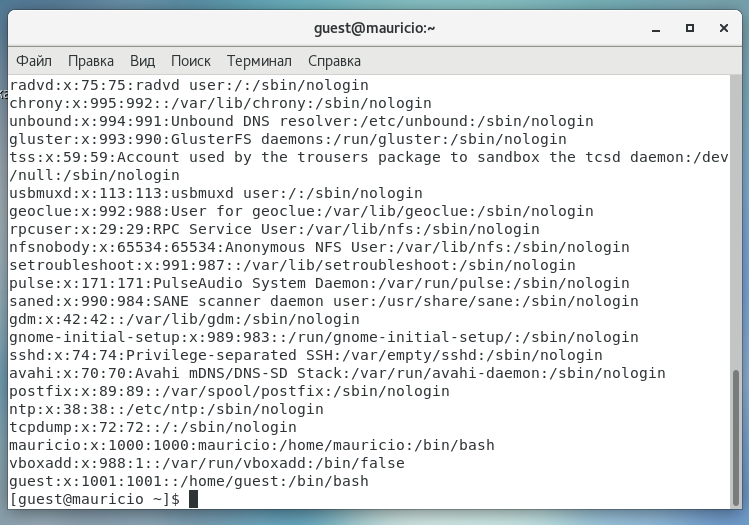 guest@mauricio:~
Файл Правка Вид Поиск Терминал Справка
radvd:x:75:75:radvd user:/:/sbin/nologin
chrony:x:995:992::/var/lib/chrony:/sbin/nologin
unbound:x:994:991:Unbound DNS resolver:/etc/unbound:/sbin/nologin
gluster:x:993:990:GlusterFS daemons:/run/gluster:/sbin/nologin
tss:x:59:59:Account used by the trousers package to sandbox the tcsd daemon:/dev
/null:/sbin/nologin
usbmuxd:x:113:113:usbmuxd user:/:/sbin/nologin
geoclue:x:992:988:User for geoclue:/var/lib/geoclue:/sbin/nologin
rpcuser:x:29:29:RPC Service User:/var/lib/nfs:/sbin/nologin
nfsnobody:x:65534:65534:Anonymous NFS User:/var/lib/nfs:/sbin/nologin
setroubleshoot:x:991:987::/var/lib/setroubleshoot:/sbin/nologin
pulse:x:171:171:PulseAudio System Daemon:/var/run/pulse:/sbin/nologin
saned:x:990:984:SANE scanner daemon user:/usr/share/sane:/sbin/nologin
gdm:x:42:42::/var/lib/gdm:/sbin/nologin
gnome-initial-setup:x:989:983::/run/gnome-initial-setup/:/sbin/nologin
sshd:x:74:74:Privilege-separated SSH:/var/empty/sshd:/sbin/nologin
avahi:x:70:70:Avahi mDNS/DNS-SD Stack:/var/run/avahi-daemon:/sbin/nologin
postfix:x:89:89::/var/spool/postfix:/sbin/nologin
ntp:x:38:38::/etc/ntp:/sbin/nologin
tcpdump:x:72:72::/:/sbin/nologin
mauricio:x:1000:1000:mauricio:/home/mauricio:/bin/bash
vboxadd:x:988:1::/var/run/vboxadd:/bin/false
guest:x:1001:1001::/home/guest:/bin/bash
[guest@mauricio ~]$